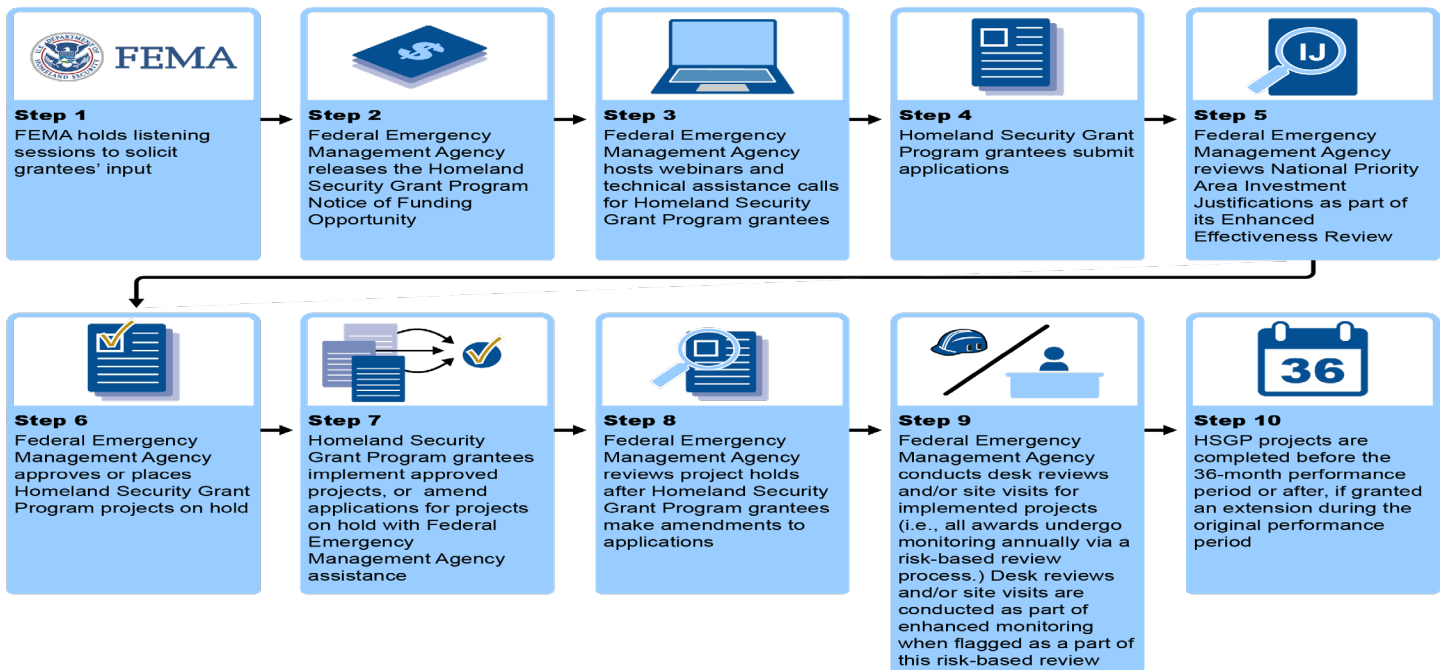 U.S. DEPARTMENT OF
HOMELAND SECURITY
FEMA
Step 1
FEMA holds listening
sessions to solicit
grantees' input
$
Step 2
Federal Emergency
Management Agency
releases the Homeland
Security Grant Program
Notice of Funding
Opportunity
Step 3
Federal Emergency
Management Agency
hosts webinars and
technical assistance calls
for Homeland Security
Grant Program grantees
Step 4
Homeland Security Grant
Program grantees submit
applications
IJ
Step 5
Federal Emergency
Management Agency
reviews National Priority
Area Investment
Justifications as part of
its Enhanced
Effectiveness Review
Step 6
Federal Emergency
Management Agency
approves or places
Homeland Security Grant
Program projects on hold
Step 7
Homeland Security
Grant Program grantees
implement approved
projects, or amend
applications for projects
on hold with Federal
Emergency
Management Agency
assistance
Step 8
Federal Emergency
Management Agency
reviews project holds
after Homeland Security
Grant Program grantees
make amendments to
applications
Step 9
Federal Emergency
Management Agency
conducts desk reviews
and/or site visits for
implemented projects
(i.e., all awards undergo
monitoring annually via a
risk-based review
process.) Desk reviews
and/or site visits are
conducted as part of
enhanced monitoring
when flagged as a part of
this risk-based review
36
Step 10
HSGP projects are
completed before the
36-month performance
period or after, if granted
an extension during the
original performance
period